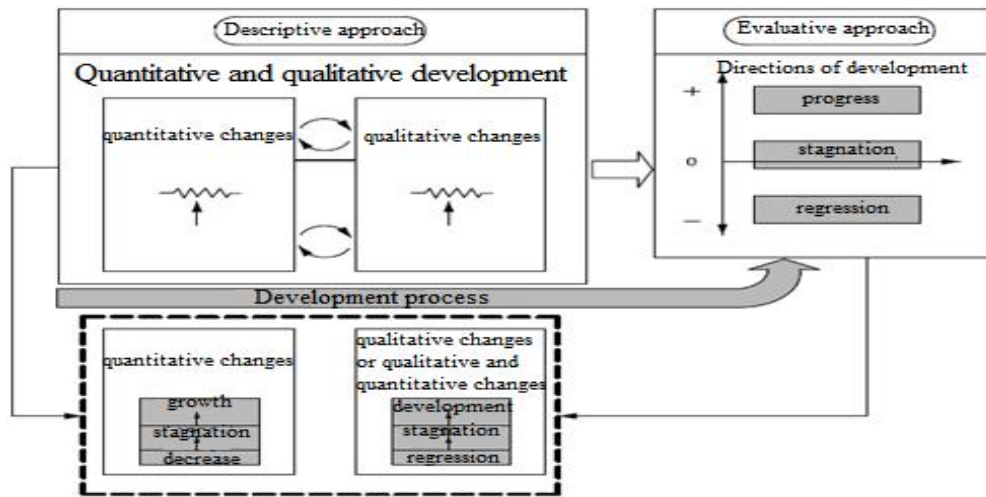 Descriptive approach
Quantitative and qualitative development
quantitative changes
qualitative changes
Evaluative approach
Directions of development
+
progress
o
stagnation
–
regression
Development process
quantitative changes
growth
stagnation
decrease
qualitative changes
or qualitative and
quantitative changes
development
stagnation
regression